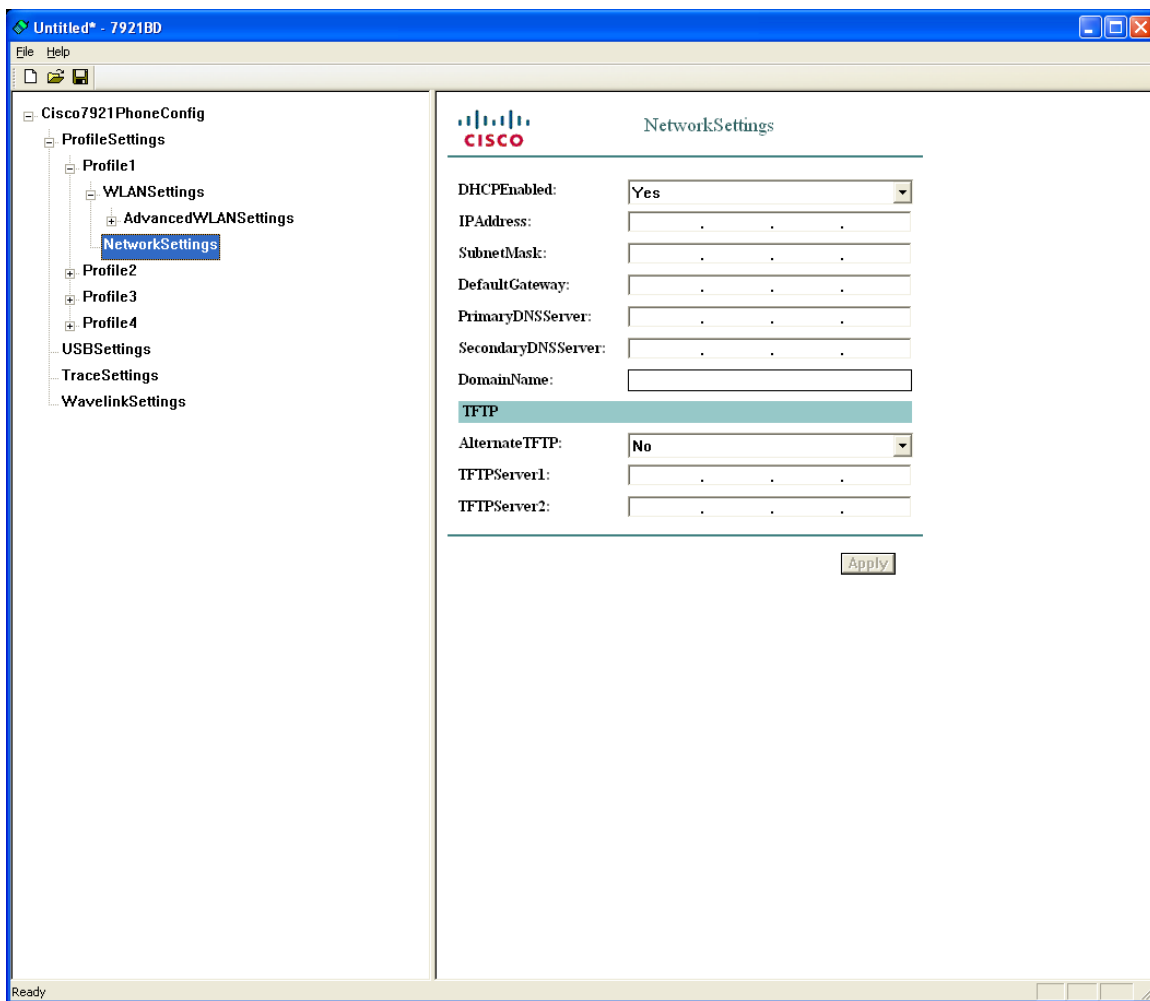 Untitled* - 7921BD
File Help
Cisco7921PhoneConfig
ProfileSettings
Profile1
WLANSettings
AdvancedWLANSettings
NetworkSettings
Profile2
Profile3
Profile4
USBSettings
TraceSettings
WavelinkSettings
CISCO
NetworkSettings
DHCPEnabled: Yes
IPAddress: . . .
SubnetMask: . . .
DefaultGateway: . . .
PrimaryDNSServer: . . .
SecondaryDNSServer: . . .
DomainName:
TFTP
AlternateTFTP: No
TFTPServer1: . . .
TFTPServer2: . . .
Apply
Ready